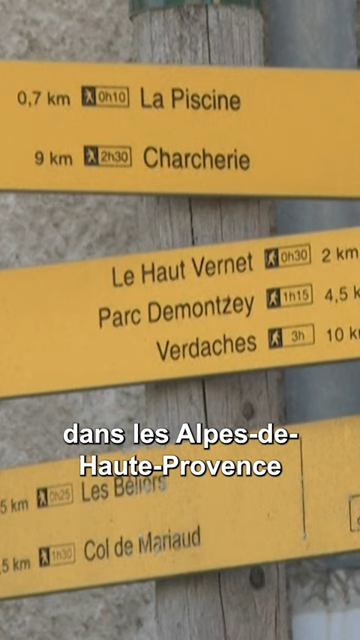 0,7 km 0h10 La Piscine
9 km 2h30 Charcherie
Le Haut Vernet 0h30 2 km
Parc Demontzey 1h15 4,5 k
Verdaches 3h 10 k
dans les Alpes-de-
Haute-Provence
5 km 0h25 Les Béliers
,5 km 1h30 Col de Mariaud